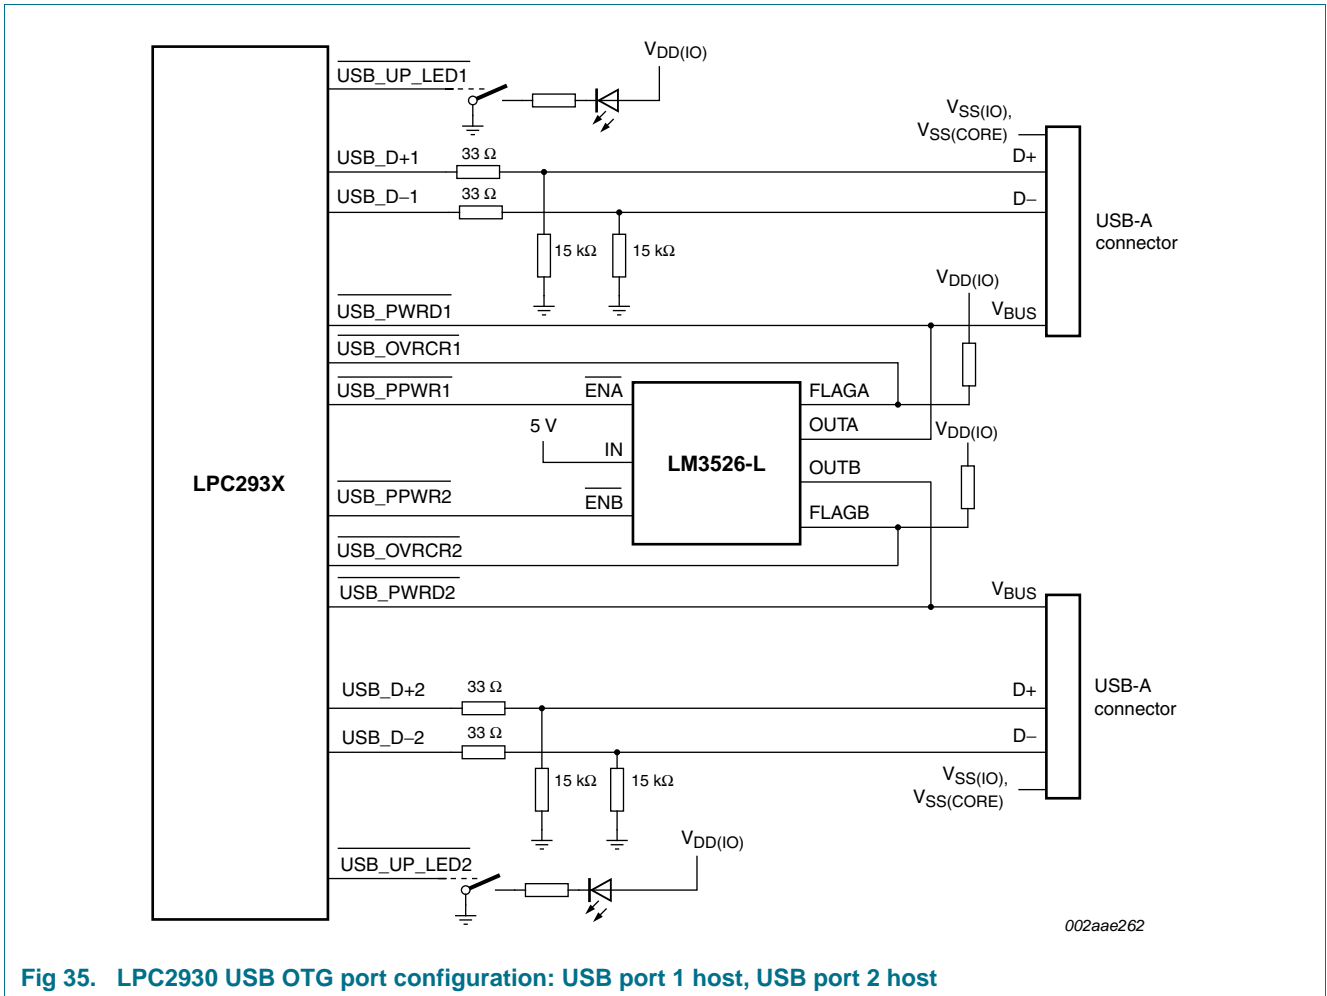 USB_UP_LED1
VDD(IO)
VSS(IO),
VSS(CORE)
USB_D+1
33 Ω
D+
USB_D−1
33 Ω
D−
USB-A
connector
15 kΩ
15 kΩ
VDD(IO)
USB_PWRD1
VBUS
USB_OVRCR1
USB_PPWR1
ENA
FLAGA
5 V
OUTA
VDD(IO)
IN
LM3526-L
OUTB
LPC293X
USB_PPWR2
ENB
FLAGB
USB_OVRCR2
USB_PWRD2
VBUS
USB_D+2
33 Ω
D+
USB-A
connector
USB_D−2
33 Ω
D−
15 kΩ
15 kΩ
VSS(IO),
VSS(CORE)
VDD(IO)
USB_UP_LED2
002aae262
Fig 35. LPC2930 USB OTG port configuration: USB port 1 host, USB port 2 host